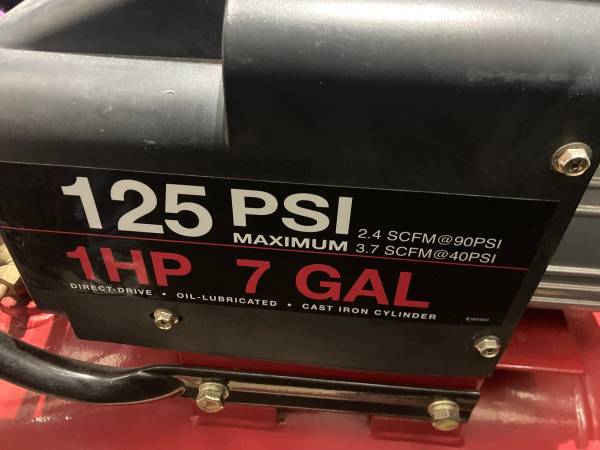 125 PSI
MAXIMUM
2.4 SCFM@90PSI
3.7 SCFM@40PSI
1HP 7 GAL
DIRECT-DRIVE • OIL-LUBRICATED • CAST IRON CYLINDER